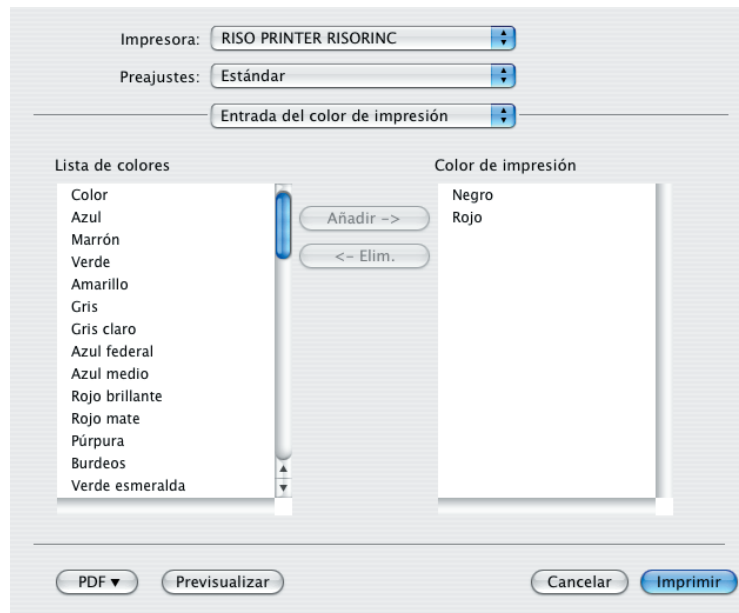 Impresora: RISO PRINTER RISORINC
Preajustes: Estándar
Entrada del color de impresión
Lista de colores
Color
Azul
Marrón
Verde
Amarillo
Gris
Gris claro
Azul federal
Azul medio
Rojo brillante
Rojo mate
Púrpura
Burdeos
Verde esmeralda
Añadir ->
<- Elim.
Color de impresión
Negro
Rojo
PDF▼ Previsualizar Cancelar Imprimir